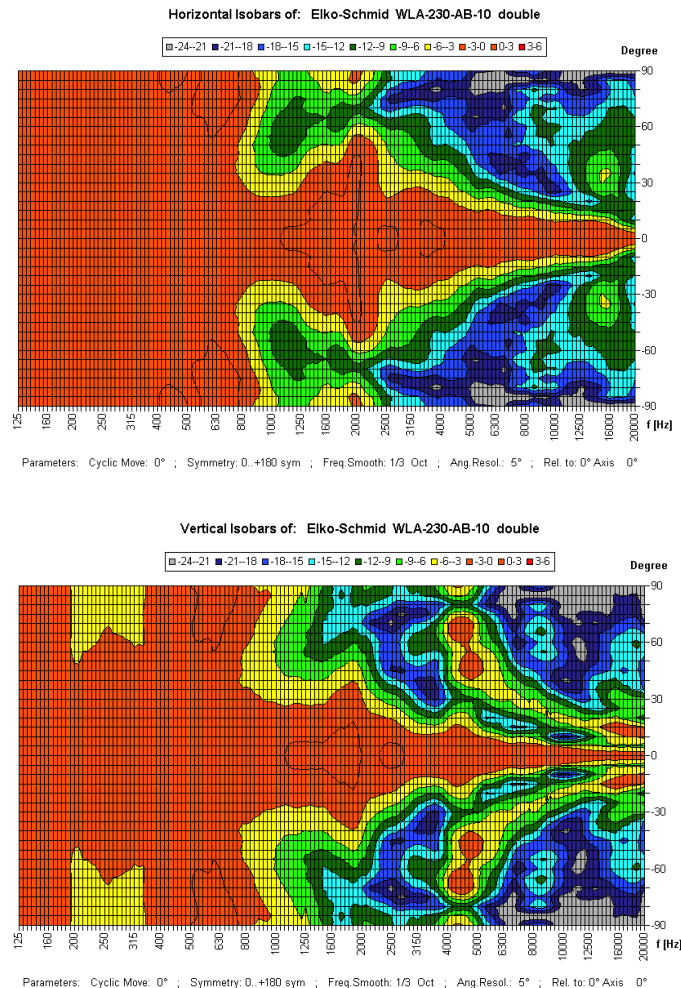 Horizontal Isobars of: Elko-Schmid WLA-230-AB-10 double
-24--21 -21--18 -18--15 -15--12 -12--9 -9--6 -6--3 -3-0 0-3 3-6
Degree
90
60
30
0
-30
-60
-90
125 160 200 250 315 400 500 630 800 1000 1250 1500 2000 2500 3150 4000 5000 6300 8000 10000 12500 16000 20000
f [Hz]
Parameters: Cyclic Move: 0° ; Symmetry: 0..+180 sym ; Freq.Smooth: 1/3 Oct ; Ang.Resol.: 5° ; Rel. to: 0° Axis 0°
Vertical Isobars of: Elko-Schmid WLA-230-AB-10 double
-24--21 -21--18 -18--15 -15--12 -12--9 -9--6 -6--3 -3-0 0-3 3-6
Degree
90
60
30
0
-30
-60
-90
125 160 200 250 315 400 500 630 800 1000 1250 1500 2000 2500 3150 4000 5000 6300 8000 10000 12500 16000 20000
f [Hz]
Parameters: Cyclic Move: 0° ; Symmetry: 0..+180 sym ; Freq.Smooth: 1/3 Oct ; Ang.Resol.: 5° ; Rel. to: 0° Axis 0°